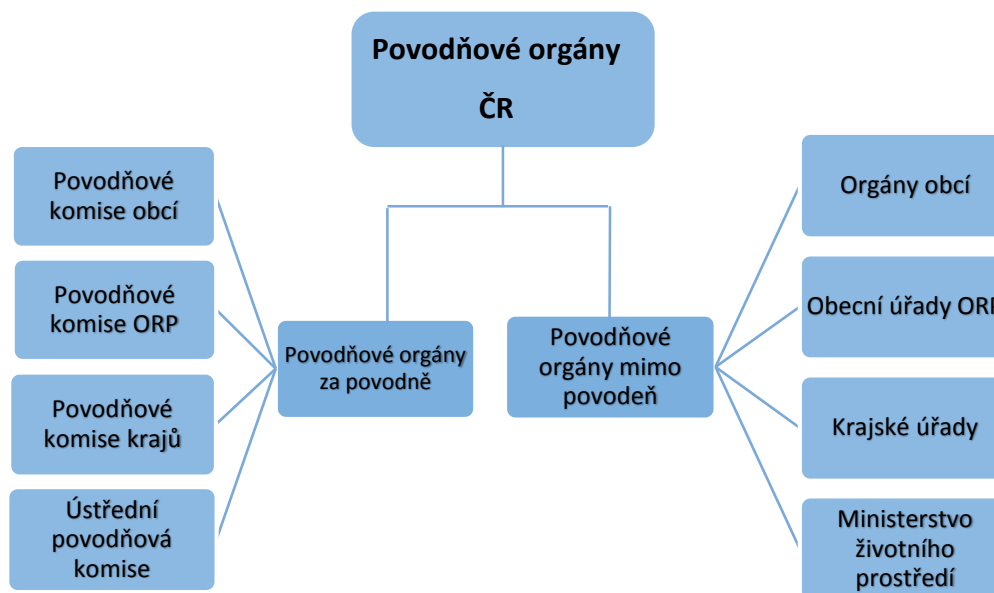 Povodňové orgány
ČR
Povodňové
komise obcí
Povodňové
komise ORP
Povodňové
komise krajů
Ústřední
povodňová
komise
Povodňové orgány
za povodně
Povodňové
orgány mimo
povodeň
Orgány obcí
Obecní úřady ORP
Krajské úřady
Ministerstvo
životního
prostředí